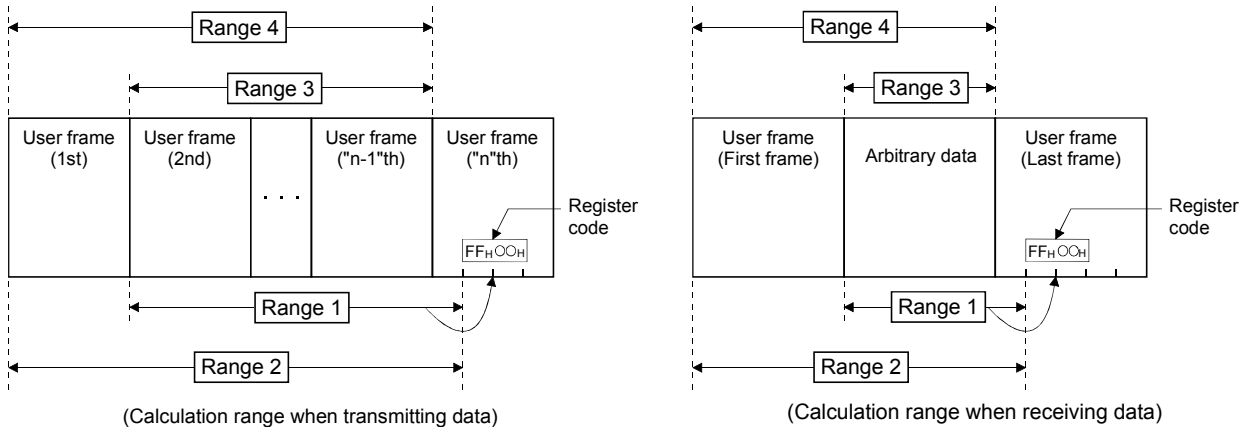 Range 4
Range 3
User frame
(1st)
User frame
(2nd)
. . .
User frame
("n-1"th)
User frame
("n"th)
Register
code
FFH○○H
Range 1
Range 2
(Calculation range when transmitting data)
Range 4
Range 3
User frame
(First frame)
Arbitrary data
User frame
(Last frame)
Register
code
FFH○○H
Range 1
Range 2
(Calculation range when receiving data)